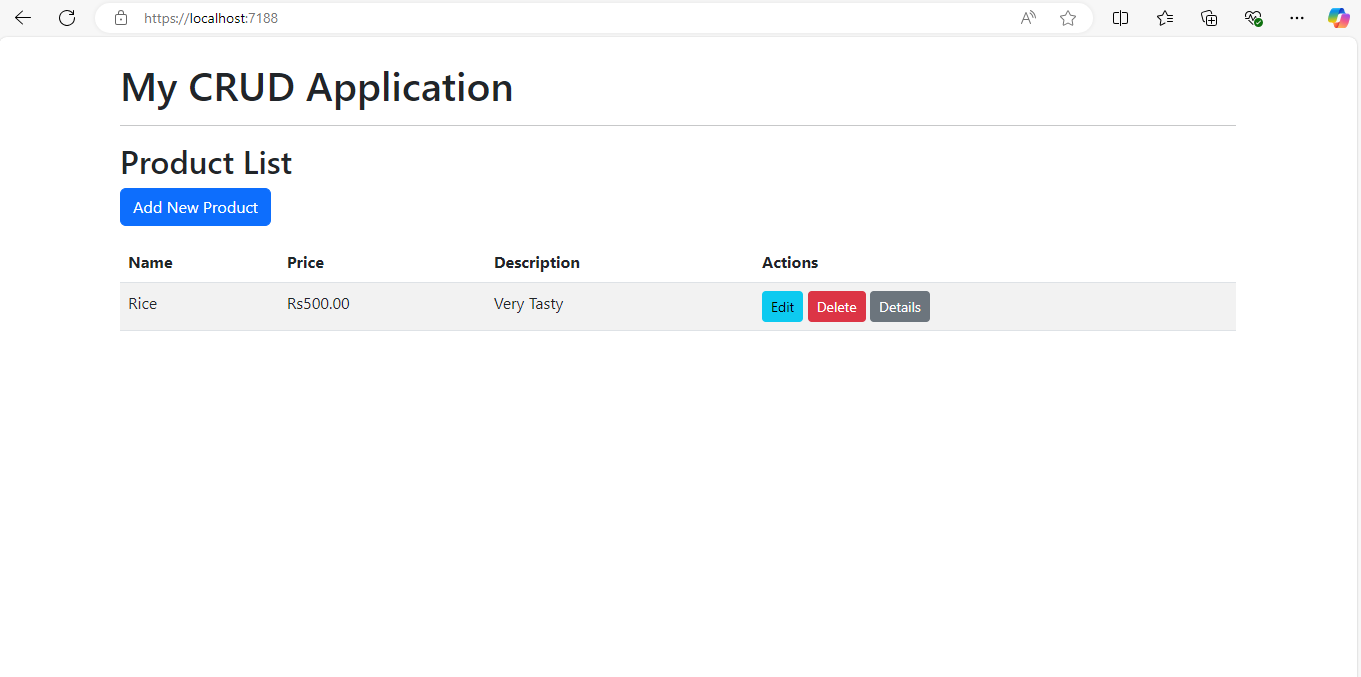 https://localhost:7188
My CRUD Application
Product List
Add New Product
Name Price Description Actions
Rice Rs500.00 Very Tasty Edit Delete Details